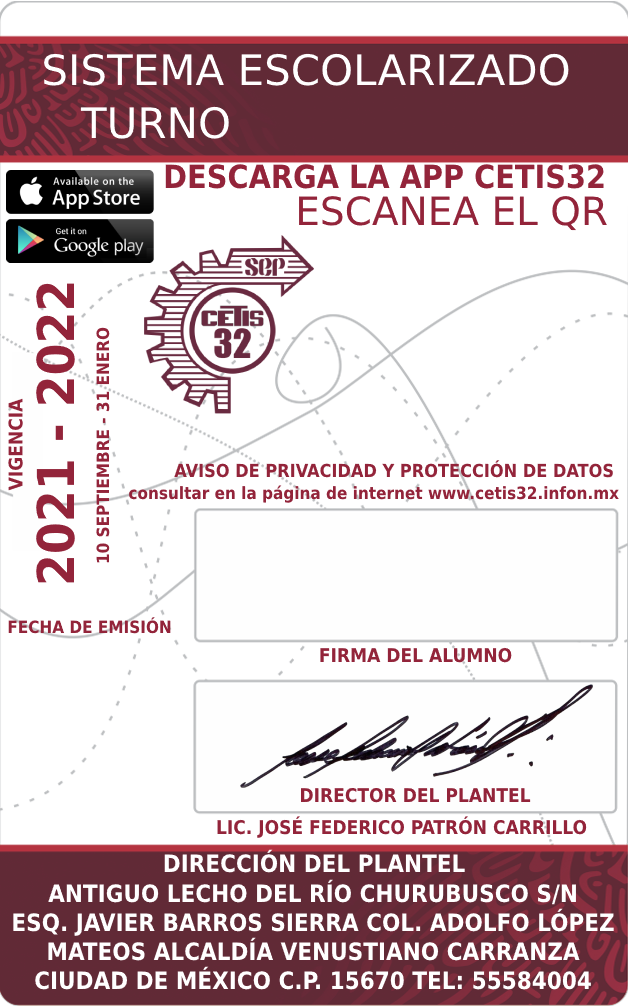 SISTEMA ESCOLARIZADO
TURNO
Available on the
App Store
Get it on
Google play
DESCARGA LA APP CETIS32
ESCANEA EL QR
sep
CETIS
32
VIGENCIA
2021 - 2022
10 SEPTIEMBRE - 31 ENERO
AVISO DE PRIVACIDAD Y PROTECCIÓN DE DATOS
consultar en la página de internet www.cetis32.infon.mx
FECHA DE EMISIÓN
FIRMA DEL ALUMNO
DIRECTOR DEL PLANTEL
LIC. JOSÉ FEDERICO PATRÓN CARRILLO
DIRECCIÓN DEL PLANTEL
ANTIGUO LECHO DEL RÍO CHURUBUSCO S/N
ESQ. JAVIER BARROS SIERRA COL. ADOLFO LÓPEZ
MATEOS ALCALDÍA VENUSTIANO CARRANZA
CIUDAD DE MÉXICO C.P. 15670 TEL: 55584004